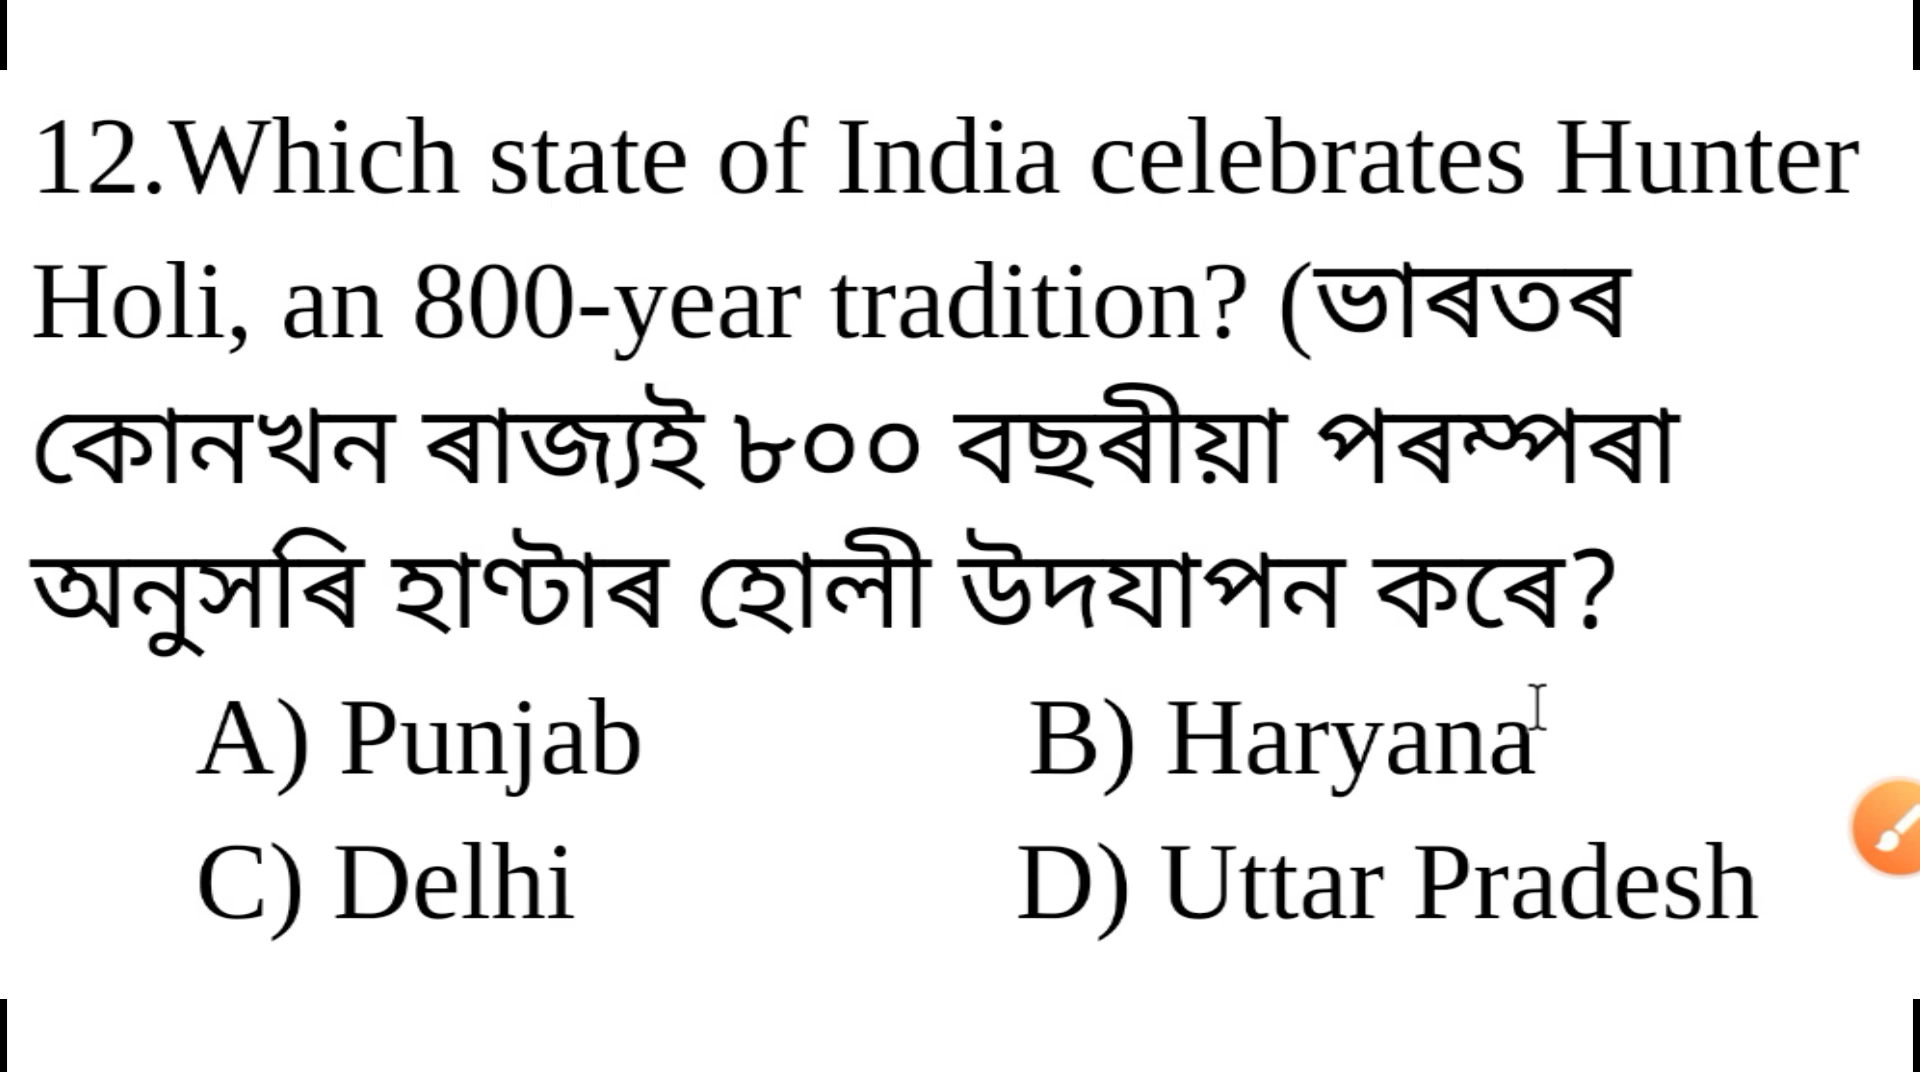 12.Which state of India celebrates Hunter
Holi, an 800-year tradition? (ভাৰতৰ
কোনখন ৰাজ্যই ৮০০ বছৰীয়া পৰম্পৰা
অনুসৰি হাণ্টাৰ হোলী উদযাপন কৰে?
A) Punjab B) Haryana
C) Delhi D) Uttar Pradesh